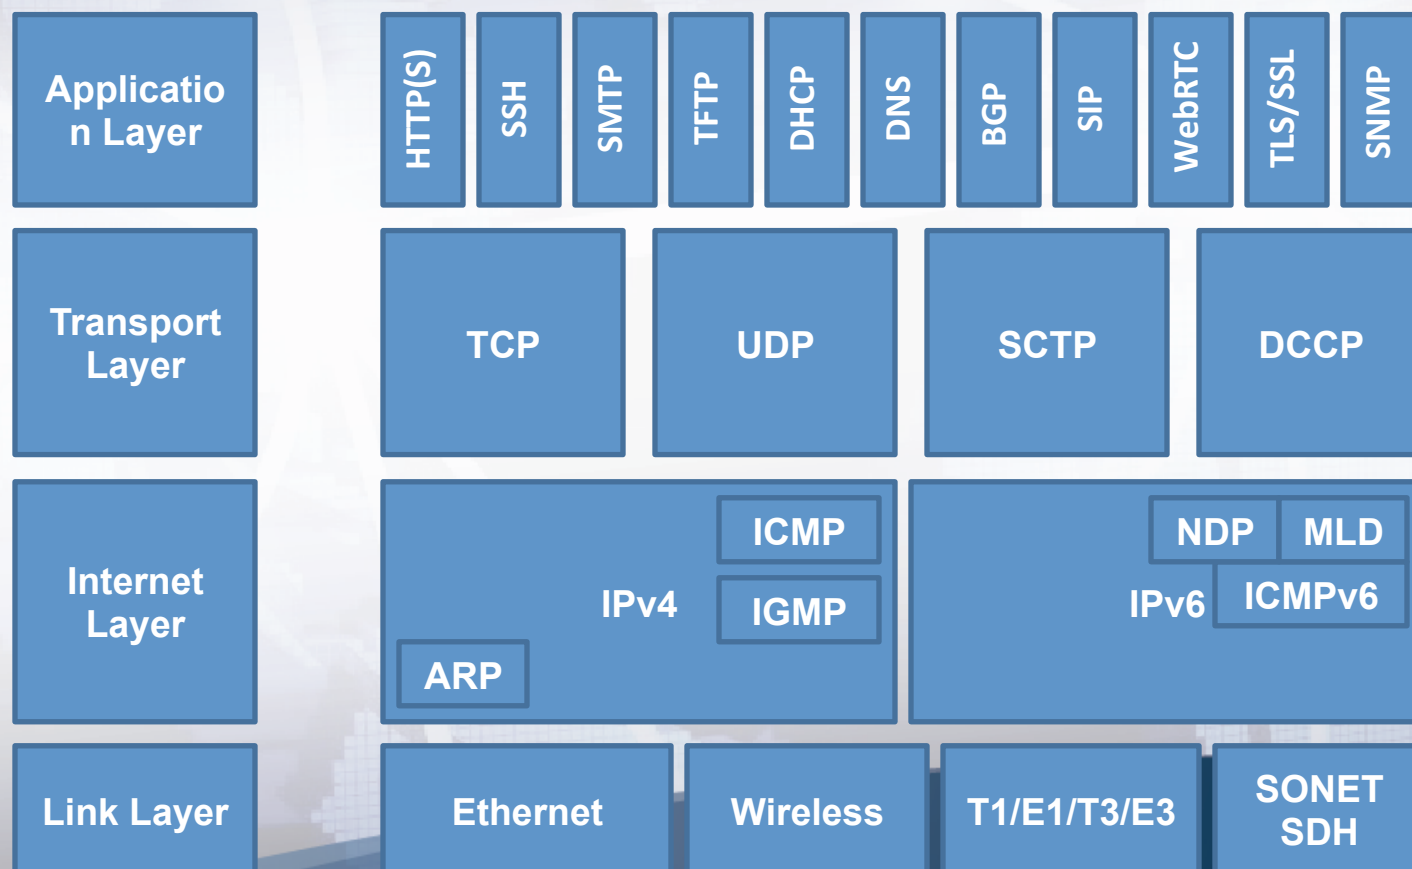 Applicatio
n Layer
HTTP(S)
SSH
SMTP
TFTP
DHCP
DNS
BGP
SIP
WebRTC
TLS/SSL
SNMP
Transport
Layer
TCP
UDP
SCTP
DCCP
Internet
Layer
IPv4
ICMP
IGMP
ARP
IPv6
NDP
MLD
ICMPv6
Link Layer
Ethernet
Wireless
T1/E1/T3/E3
SONET
SDH